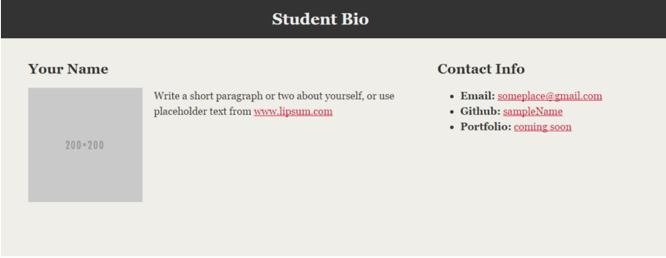 Student Bio
Your Name
200×200
Write a short paragraph or two about yourself, or use
placeholder text from www.lipsum.com
Contact Info
• Email: someplace@gmail.com
• Github: sampleName
• Portfolio: coming soon